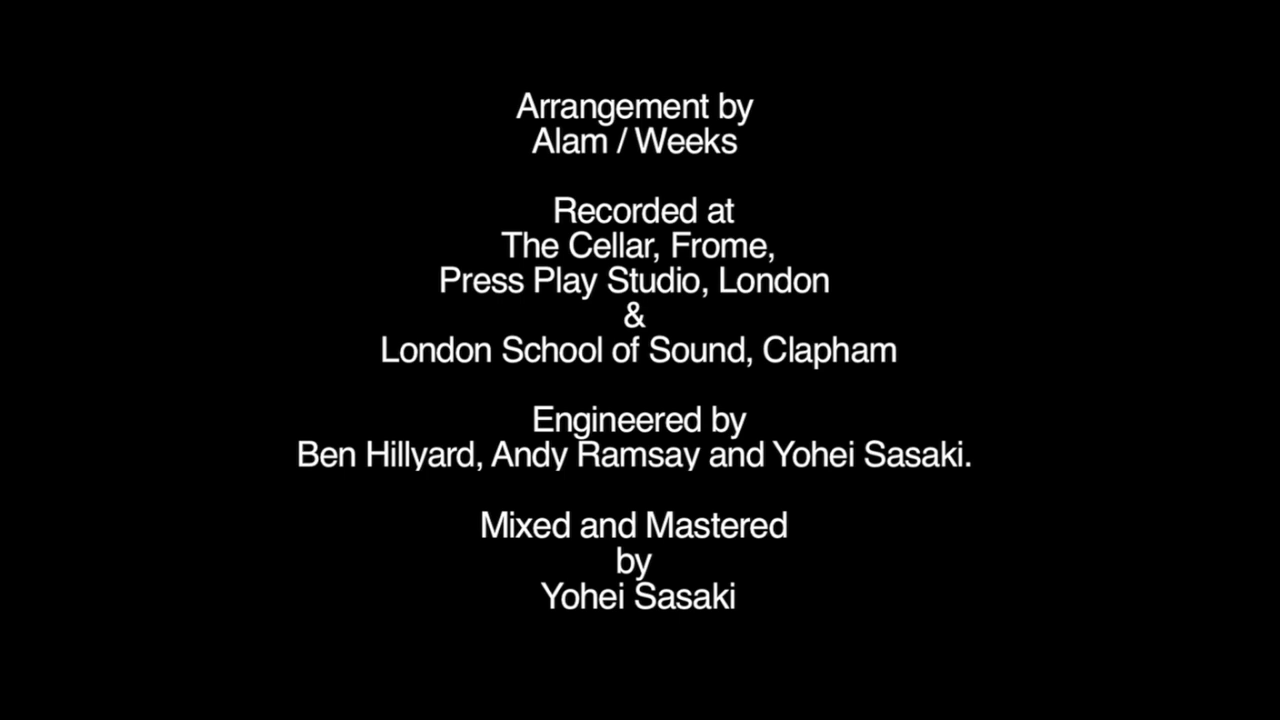 Arrangement by
Alam / Weeks
Recorded at
The Cellar, Frome,
Press Play Studio, London
&
London School of Sound, Clapham
Engineered by
Ben Hillyard, Andy Ramsay and Yohei Sasaki.
Mixed and Mastered
by
Yohei Sasaki